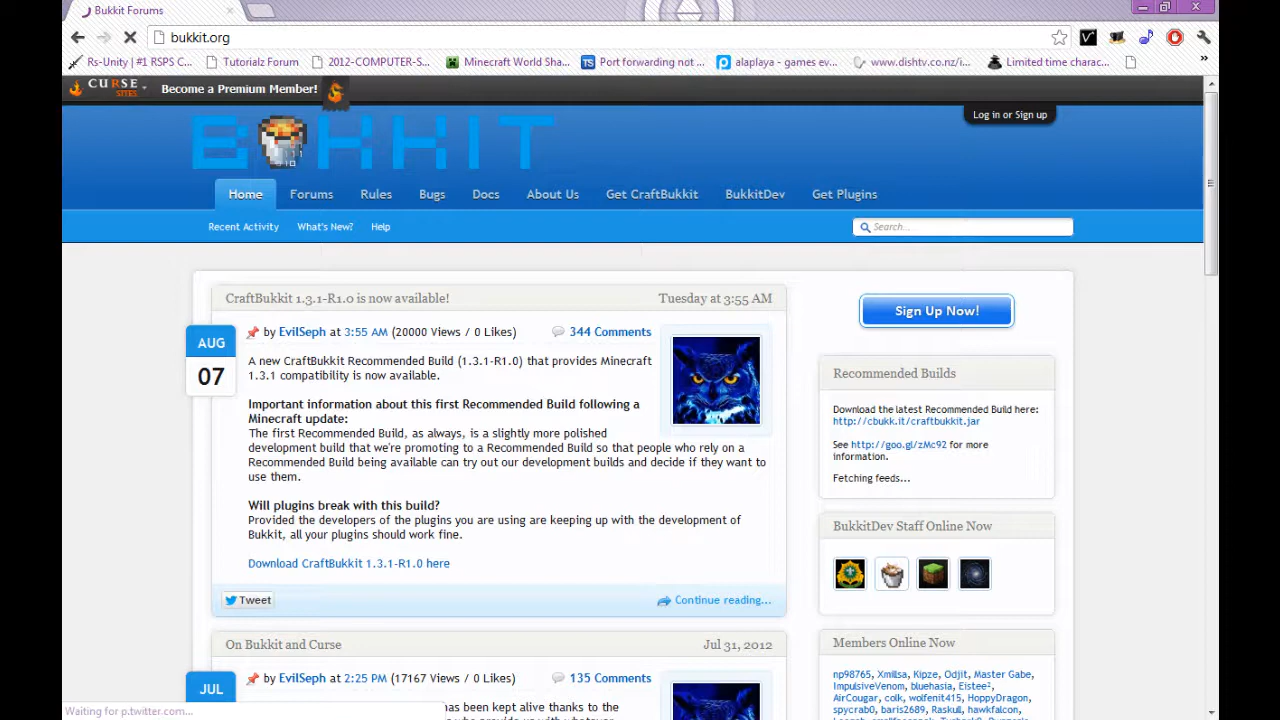 Bukkit Forums
bukkit.org
Rs-Unity | #1 RSPS C... Tutorialz Forum 2012-COMPUTER-S... Minecraft World Sha... Port forwarding not ... alaplaya - games ev... www.dishtv.co.nz/i... Limited time charac... »
CURSE SITES Become a Premium Member!
Log in or Sign up
BUKKIT
Home Forums Rules Bugs Docs About Us Get CraftBukkit BukkitDev Get Plugins
Recent Activity What's New? Help Search...
CraftBukkit 1.3.1-R1.0 is now available! Tuesday at 3:55 AM
AUG
07
by EvilSeph at 3:55 AM (20000 Views / 0 Likes) 344 Comments
A new CraftBukkit Recommended Build (1.3.1-R1.0) that provides Minecraft
1.3.1 compatibility is now available.
Important information about this first Recommended Build following a
Minecraft update:
The first Recommended Build, as always, is a slightly more polished
development build that we're promoting to a Recommended Build so that people who rely on a
Recommended Build being available can try out our development builds and decide if they want to
use them.
Will plugins break with this build?
Provided the developers of the plugins you are using are keeping up with the development of
Bukkit, all your plugins should work fine.
Download CraftBukkit 1.3.1-R1.0 here
Tweet Continue reading...
On Bukkit and Curse Jul 31, 2012
JUL
by EvilSeph at 2:25 PM (17167 Views / 0 Likes) 135 Comments
has been kept alive thanks to the
Sign Up Now!
Recommended Builds
Download the latest Recommended Build here:
http://cbukk.it/craftbukkit.jar
See http://goo.gl/zMc92 for more
information.
Fetching feeds...
BukkitDev Staff Online Now
Members Online Now
np98765, Xmilsa, Kipze, Odjit, Master Gabe,
ImpulsiveVenom, bluehasia, Eistee²,
AirCougar, colk, wolfenit415, HoppyDragon,
spycrab0, baris2689, Raskull, hawkfalcon,
Waiting for p.twitter.com...